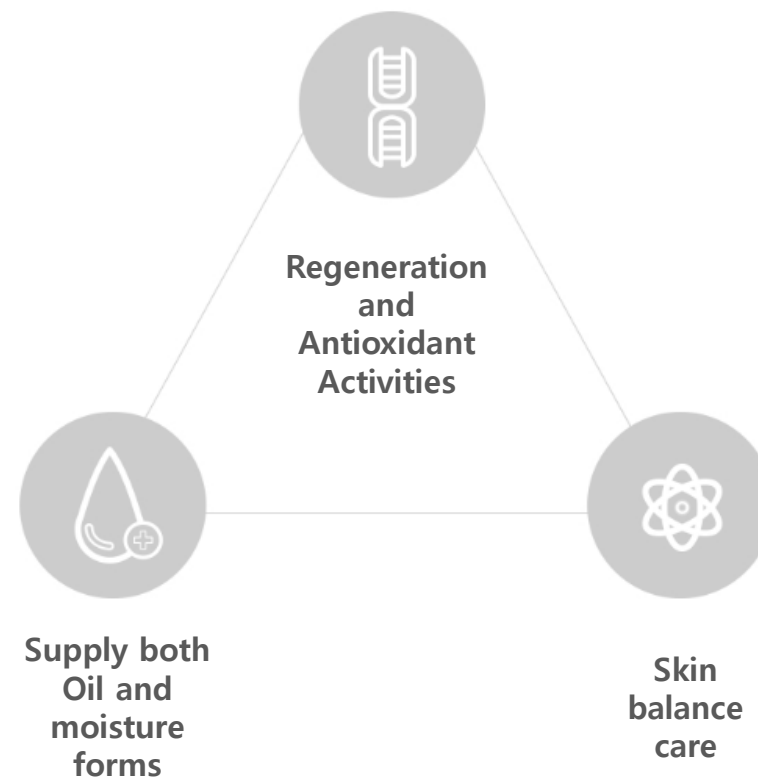 Regeneration
and
Antioxidant
Activities
Supply both
Oil and
moisture
forms
Skin
balance
care